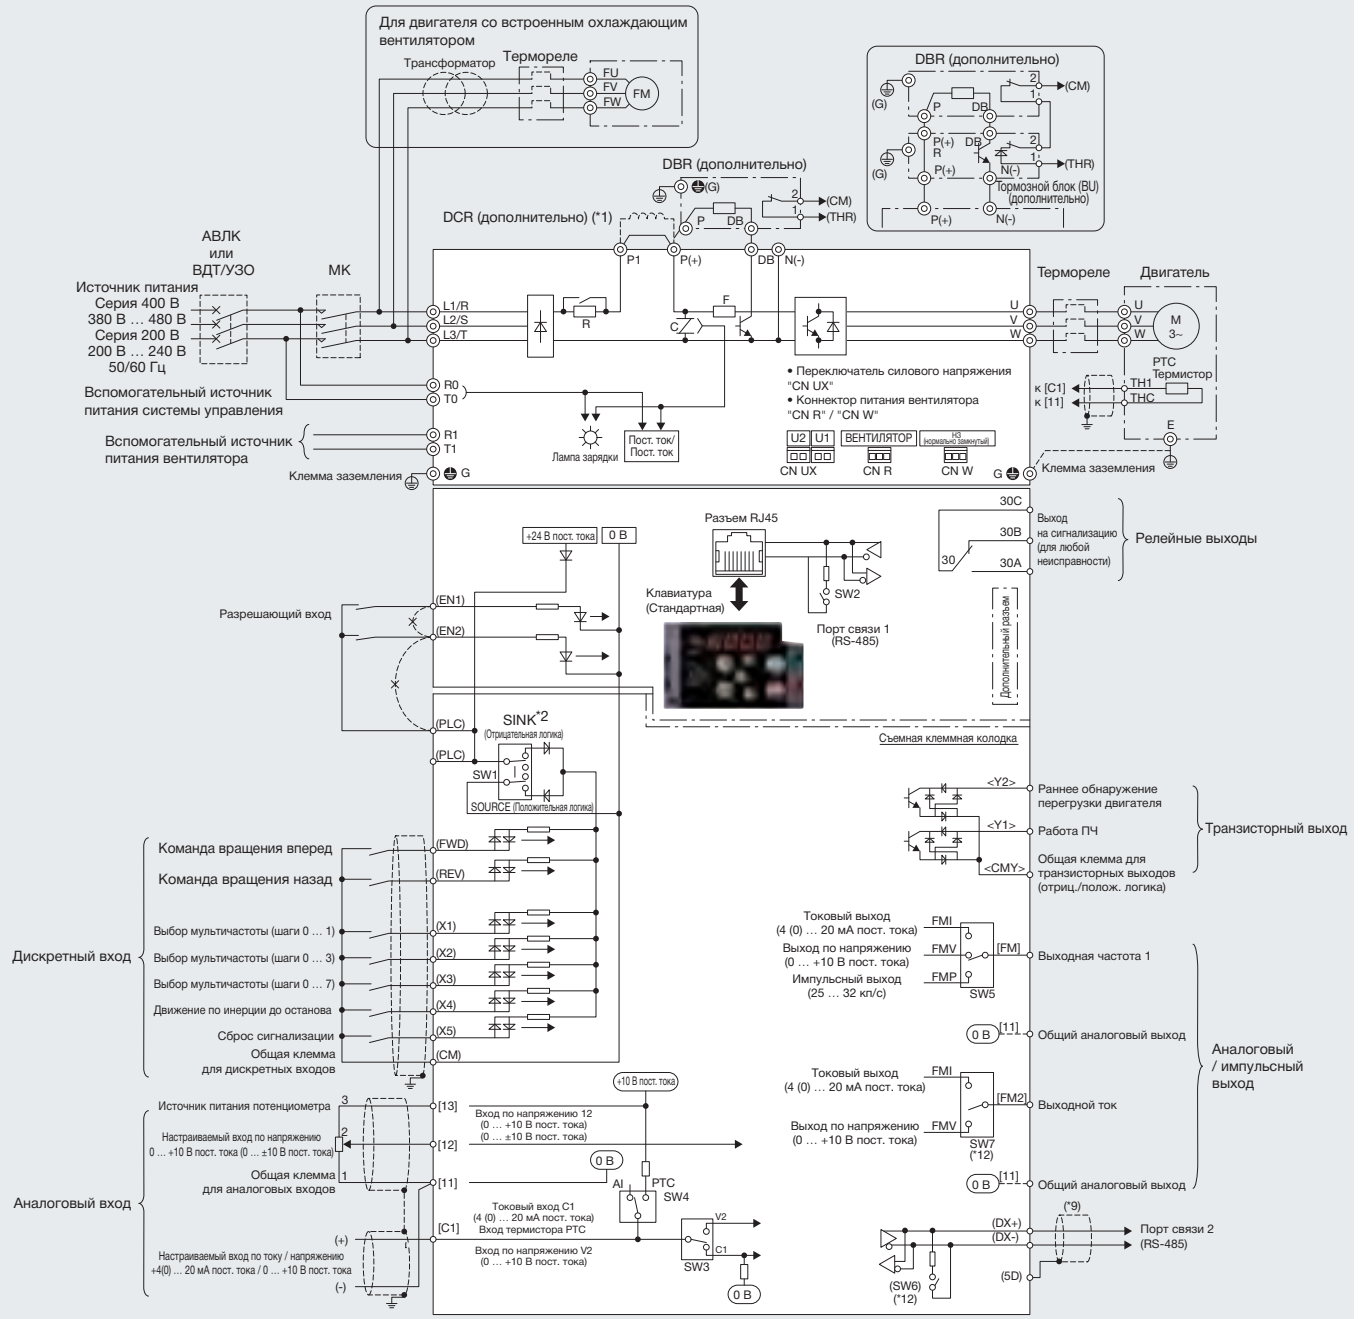 Для двигателя со встроенным охлаждающим
вентилятором
Трансформатор
Термореле
FU
FV
FW
FM
DBR (дополнительно)
(G)
P
DB
2
1
(CM)
P(+)
R
DB
2
1
(THR)
(G)
P(+)
N(-)
Тормозной блок (BU)
(дополнительно)
P(+)
N(-)
DBR (дополнительно)
(G)
P
DB
2
1
(CM)
(THR)
DCR (дополнительно) (*1)
P1
P(+)
DB
N(-)
АВЛК
или
ВДТ/УЗО
МК
Источник питания
Серия 400 В
380 В … 480 В
Серия 200 В
200 В … 240 В
50/60 Гц
L1/R
L2/S
L3/T
R
F
C
U
V
W
Термореле
Двигатель
U
V
W
M
3~
PTC
Термистор
к [C1]
к [11]
TH1
THC
E
• Переключатель силового напряжения
"CN UX"
• Коннектор питания вентилятора
"CN R" / "CN W"
R0
T0
Вспомогательный источник
питания системы управления
Вспомогательный источник
питания вентилятора
R1
T1
Лампа зарядки
Пост. ток/
Пост. ток
U2
U1
CN UX
ВЕНТИЛЯТОР
CN R
НЗ
(нормально замкнутый)
CN W
Клемма заземления
G
G
Клемма заземления
+24 В пост. тока
0 В
Разъем RJ45
Клавиатура
(Стандартная)
SW2
Порт связи 1
(RS-485)
30C
30B
30
30A
Выход
на сигнализацию
(для любой
неисправности)
Релейные выходы
Дополнительный разъем
Разрешающий вход
(EN1)
(EN2)
(PLC)
(PLC)
SINK*2
(Отрицательная логика)
SW1
SOURCE (Положительная логика)
Съемная клеммная колодка
<Y2>
Раннее обнаружение
перегрузки двигателя
<Y1>
Работа ПЧ
<CMY>
Общая клемма для
транзисторных выходов
(отриц./полож. логика)
Транзисторный выход
Дискретный вход
Команда вращения вперед
(FWD)
Команда вращения назад
(REV)
Выбор мультичастоты (шаги 0 … 1)
(X1)
Выбор мультичастоты (шаги 0 … 3)
(X2)
Выбор мультичастоты (шаги 0 … 7)
(X3)
Движение по инерции до останова
(X4)
Сброс сигнализации
(X5)
Общая клемма
для дискретных входов
(CM)
Токовый выход
(4 (0) … 20 мА пост. тока)
FMI
Выход по напряжению
(0 … +10 В пост. тока)
FMV
Импульсный выход
(25 … 32 кп/с)
FMP
SW5
[FM]
Выходная частота 1
0 В
[11]
Общий аналоговый выход
Токовый выход
(4 (0) … 20 мА пост. тока)
FMI
Выход по напряжению
(0 … +10 В пост. тока)
FMV
SW7
(*12)
[FM2]
Выходной ток
0 В
[11]
Общий аналоговый выход
Аналоговый
/ импульсный
выход
Аналоговый вход
Источник питания потенциометра
3
[13]
Настраиваемый вход по напряжению
0 … +10 В пост. тока (0 … ±10 В пост. тока)
2
[12]
Общая клемма
для аналоговых входов
1
[11]
Вход по напряжению 12
(0 … +10 В пост. тока)
(0 … ±10 В пост. тока)
+10 В пост. тока
0 В
AI
PTC
SW4
[C1]
Токовый вход C1
(4 (0) … 20 мА пост. тока)
Вход термистора PTC
Вход по напряжению V2
(0 … +10 В пост. тока)
V2
C1
SW3
0 В
(+)
Настраиваемый вход по току / напряжению
+4(0) … 20 мА пост. тока / 0 … +10 В пост. тока
(-)
(DX+)
(DX-)
(5D)
(SW6)
(*12)
(*9)
Порт связи 2
(RS-485)